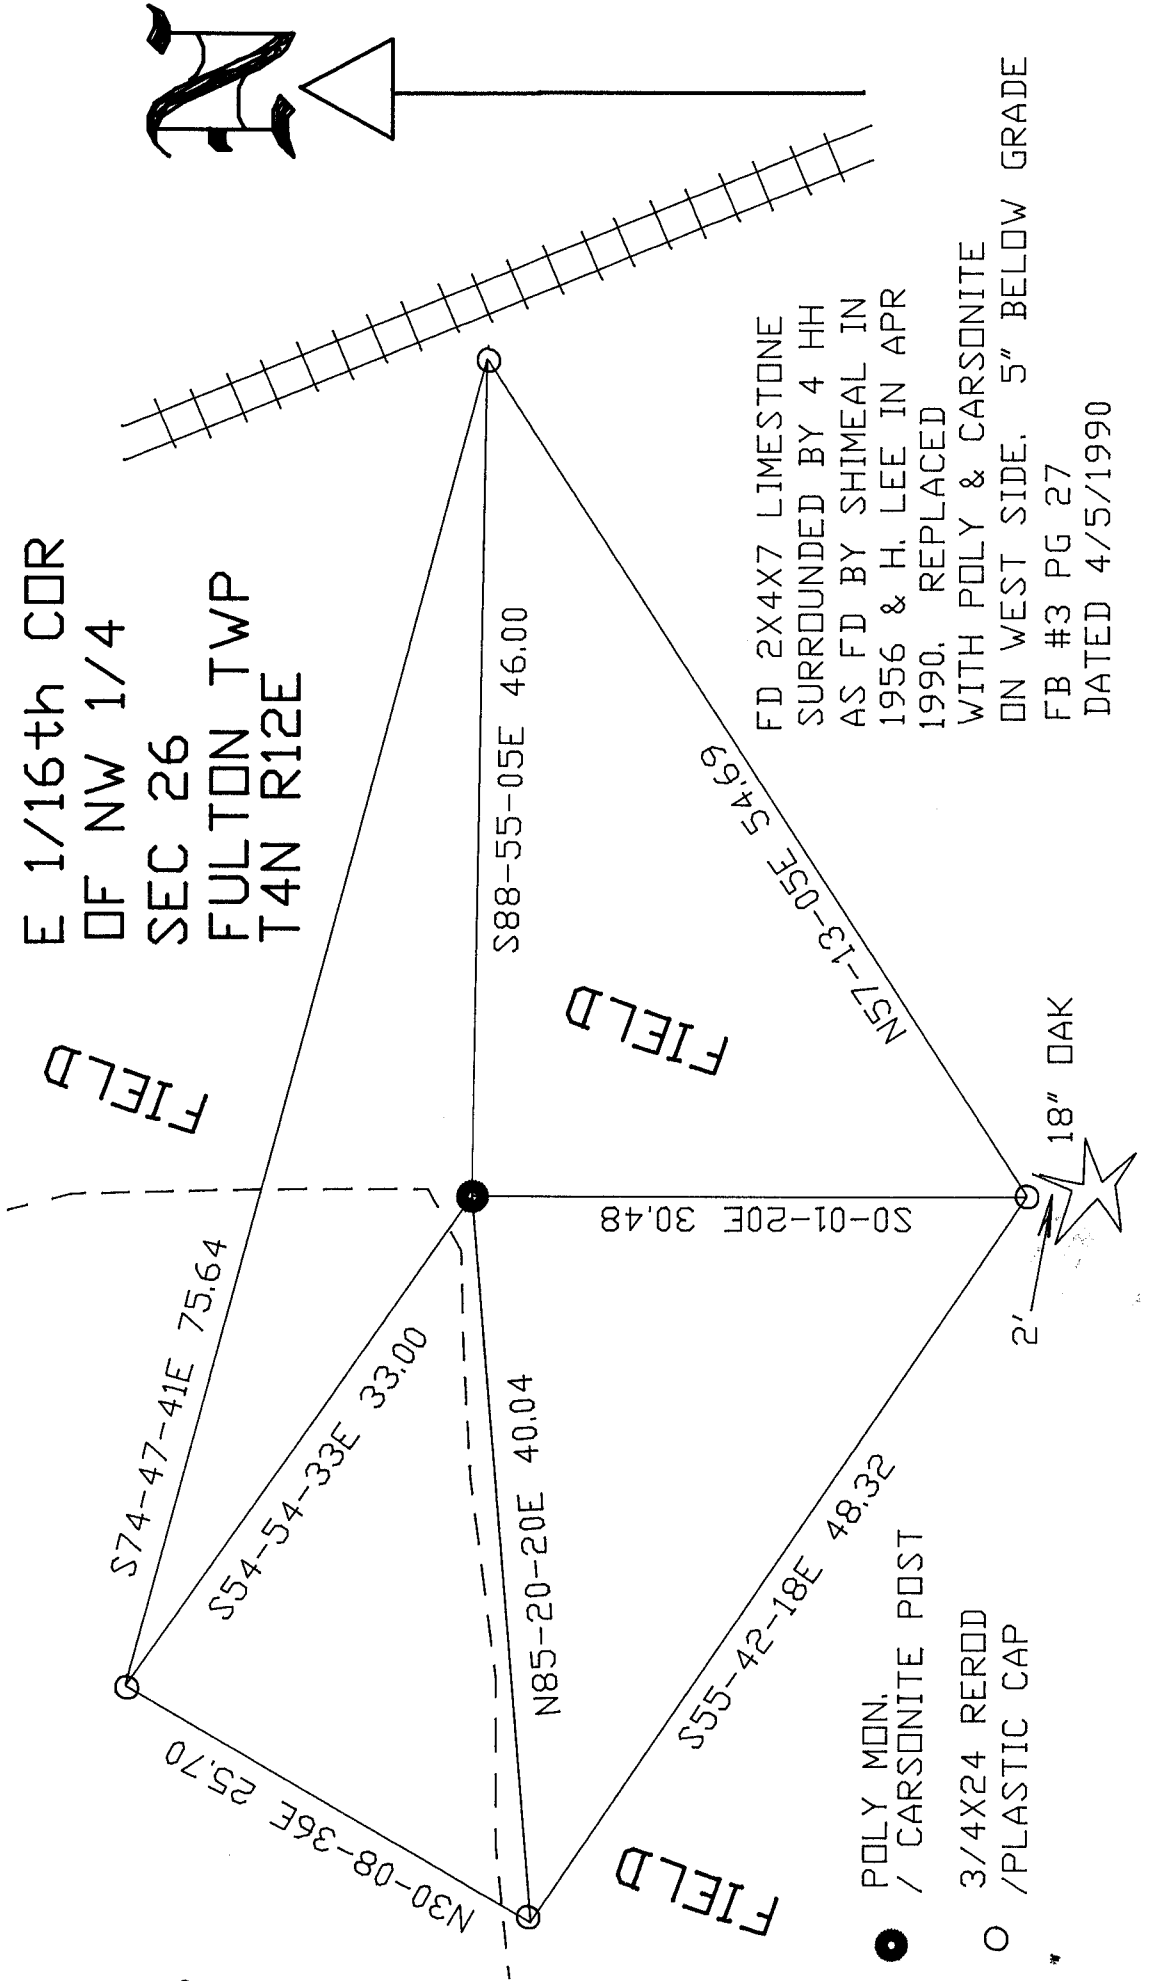 N
E 1/16th COR
OF NW 1/4
SEC 26
FULTON TWP
T4N R12E
FIELD
S74-47-41E 75.64
S54-54-33E 33.00
N30-08-36E 25.70
N85-20-20E 40.04
S88-55-05E 46.00
FIELD
S0-01-20E 30.48
N57-13-05E 54.69
S55-42-18E 48.32
FIELD
2'
18" OAK
FD 2X4X7 LIMESTONE
SURROUNDED BY 4 HH
AS FD BY SHIMEAL IN
1956 & H. LEE IN APR
1990. REPLACED
WITH POLY & CARSONITE
ON WEST SIDE. 5" BELOW GRADE
FB #3 PG 27
DATED 4/5/1990
POLY MON.
/ CARSONITE POST
3/4X24 REROD
/PLASTIC CAP